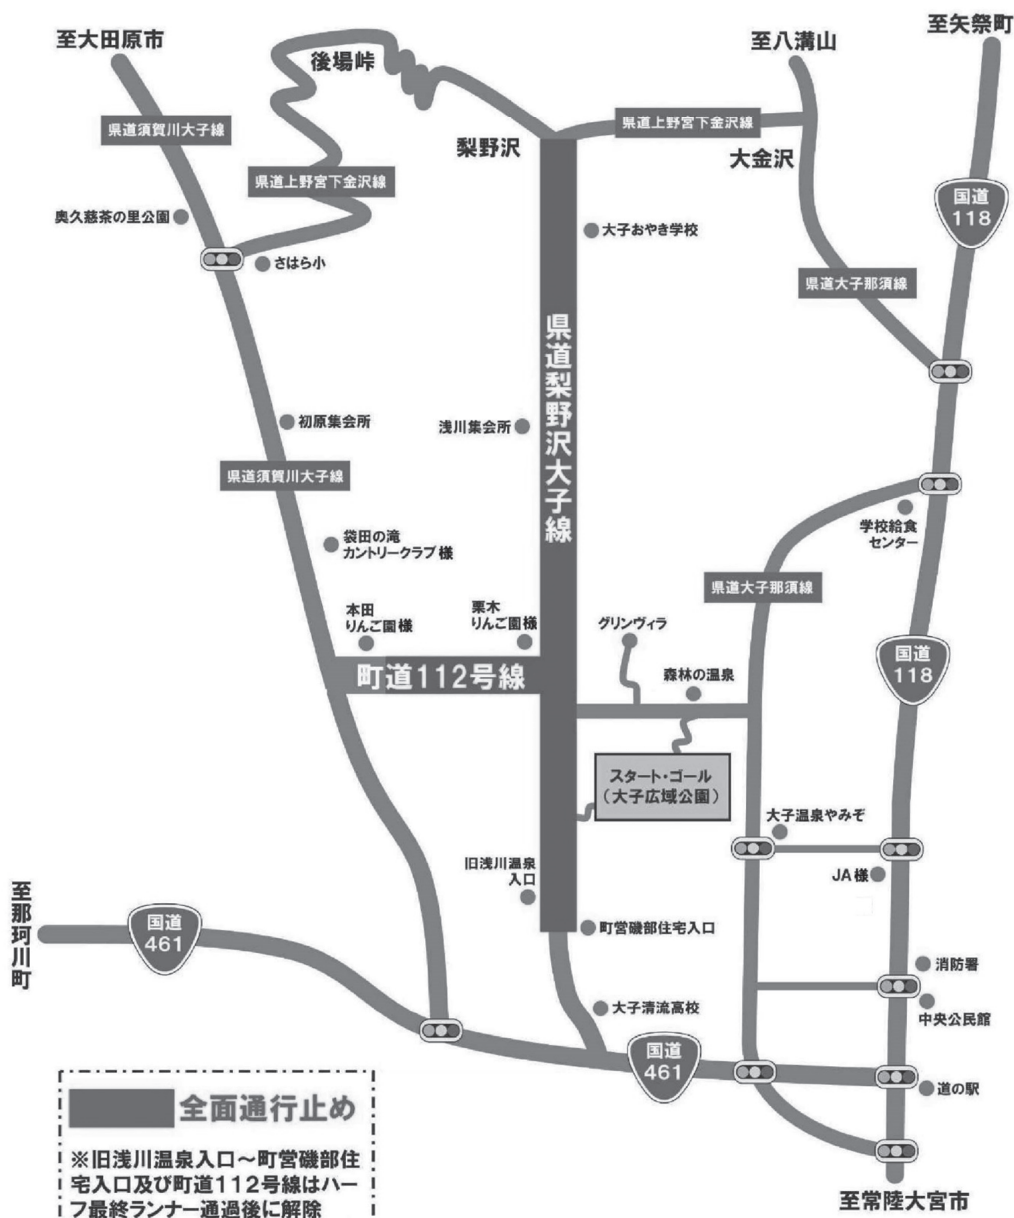 至大田原市
後場峠
至八溝山
至矢祭町
県道須賀川大子線
県道上野宮下金沢線
梨野沢
大金沢
県道上野宮下金沢線
国道
118
奥久慈茶の里公園
大子おやき学校
さはら小
県道大子那須線
県道梨野沢大子線
初原集会所
浅川集会所
県道須賀川大子線
学校給食
センター
袋田の滝
カントリークラブ様
県道大子那須線
本田
りんご園様
栗木
りんご園様
グリンヴィラ
国道
118
町道112号線
森林の温泉
スタート・ゴール
（大子広域公園）
大子温泉やみぞ
旧浅川温泉
入口
JA様
至那珂川町
国道
461
町営磯部住宅入口
消防署
大子清流高校
中央公民館
国道
461
道の駅
全面通行止め
※旧浅川温泉入口～町営磯部住
宅入口及び町道112号線はハー
フ最終ランナー通過後に解除
至常陸大宮市